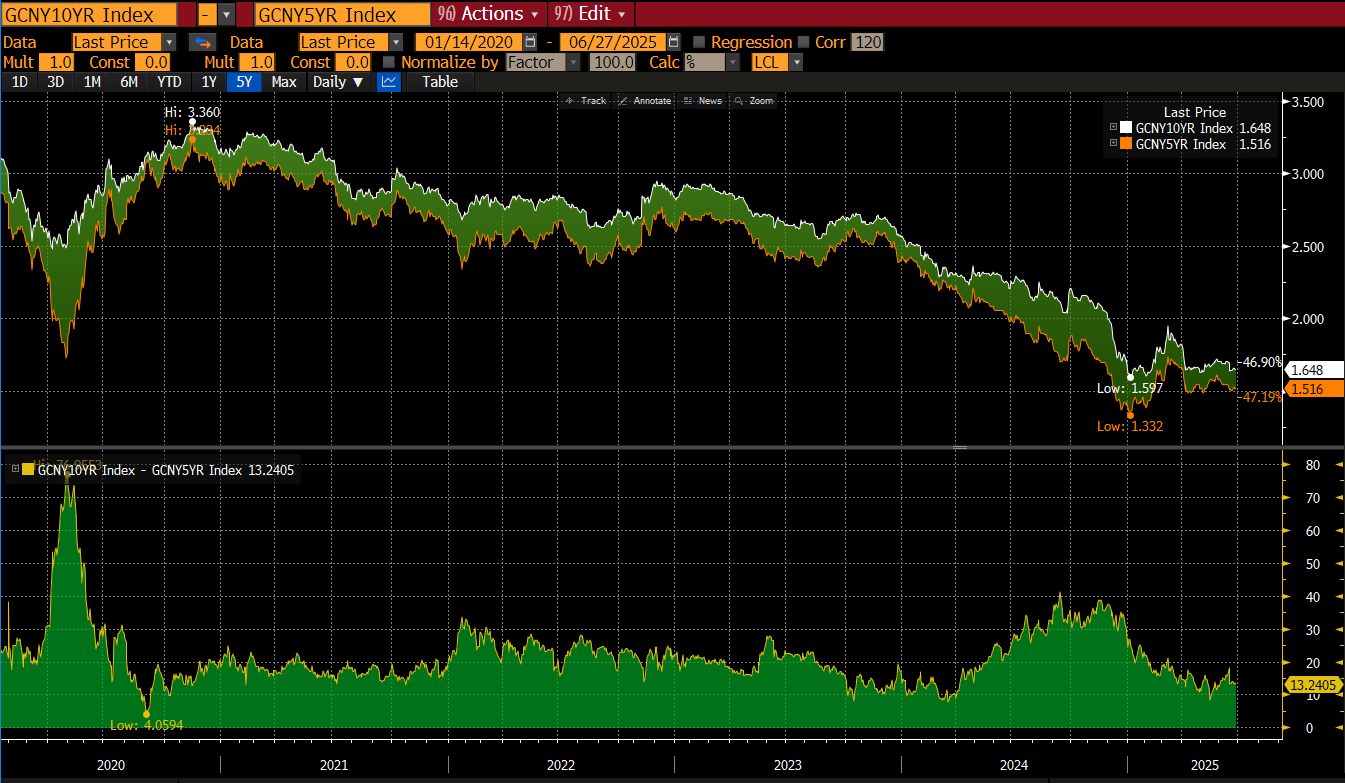 GCNY10YR Index - GCNY5YR Index 96) Actions 97) Edit
Data Last Price Data Last Price 01/14/2020 - 06/27/2025 Regression Corr 120
Mult 1.0 Const 0.0 Mult 1.0 Const 0.0 Normalize by Factor 100.0 Calc % LCL
1D 3D 1M 6M YTD 1Y 5Y Max Daily ▼ Table
Track Annotate News Zoom
Hi: 3.360
Hi:
Last Price
GCNY10YR Index 1.648
GCNY5YR Index 1.516
3.500
3.000
2.500
2.000
-46.90%
1.648
1.516
-47.19%
Low: 1.597
Low: 1.332
GCNY10YR Index - GCNY5YR Index 13.2405
80
70
60
50
40
30
20
13.2405
10
0
Low: 4.0594
2020 2021 2022 2023 2024 2025